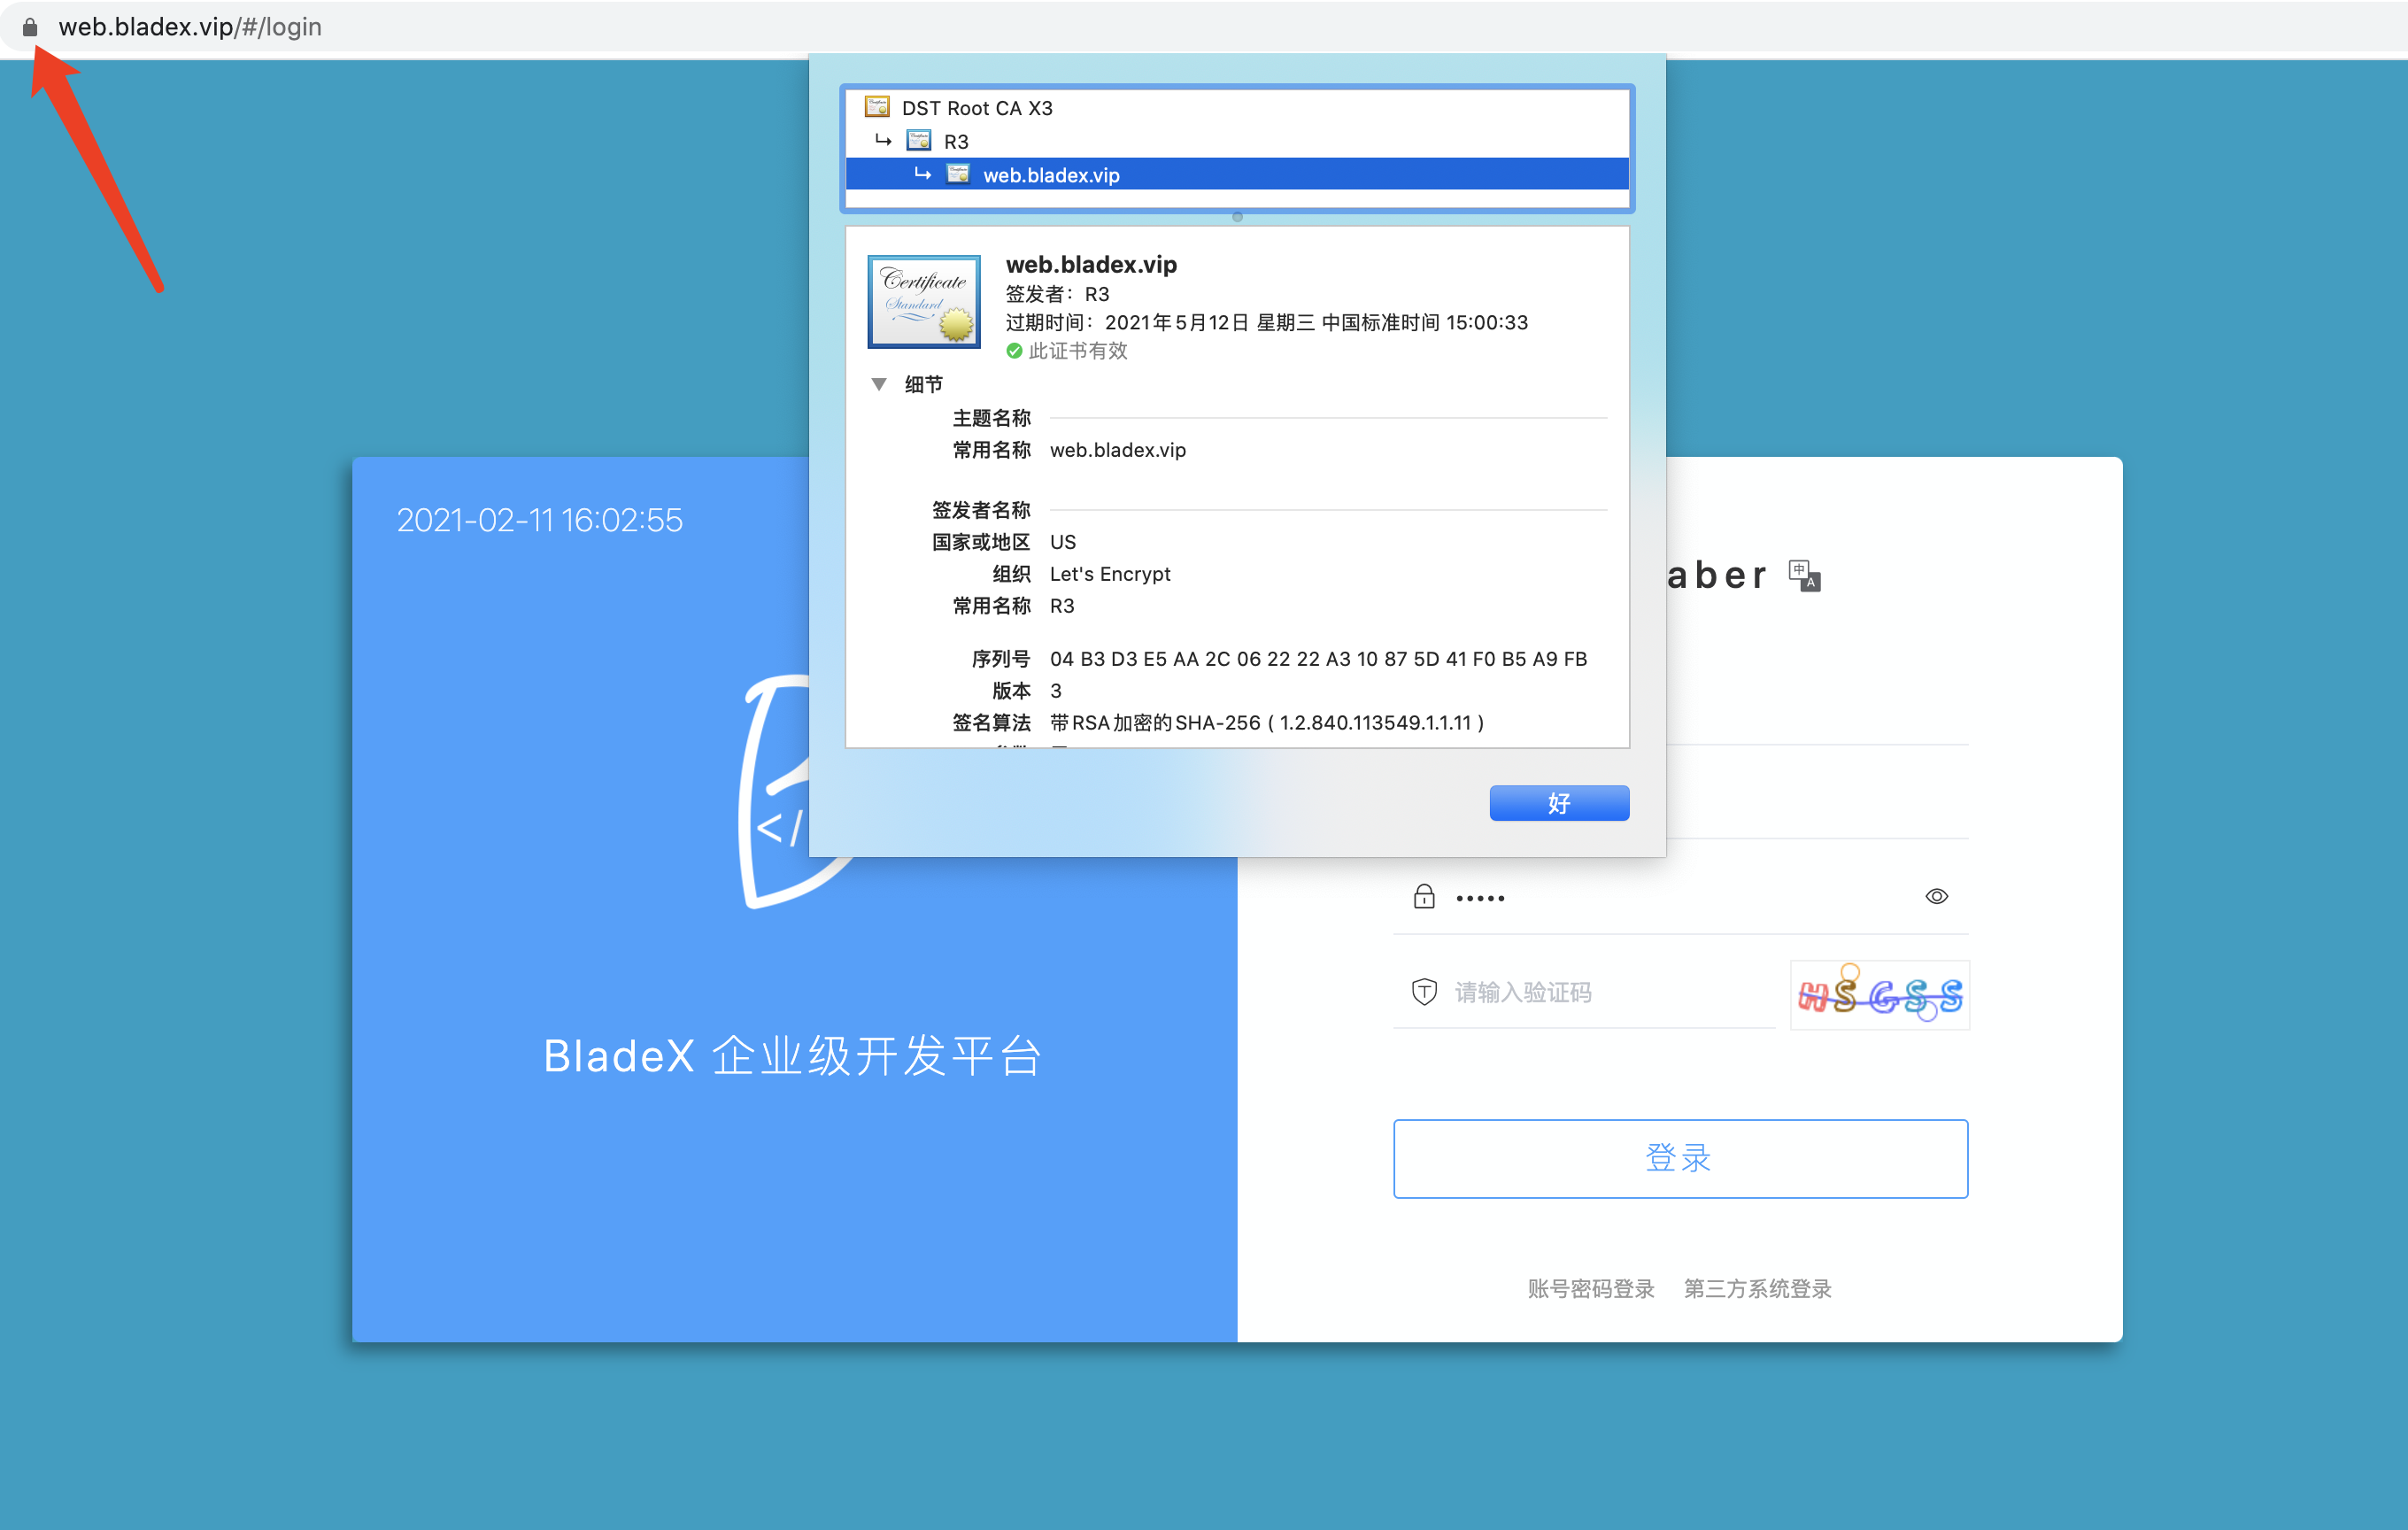 web.bladex.vip/#/login
DST Root CA X3
R3
web.bladex.vip
Certificate
Standard
web.bladex.vip
签发者：R3
过期时间：2021年5月12日 星期三 中国标准时间 15:00:33
此证书有效
细节
主题名称
常用名称 web.bladex.vip
签发者名称
国家或地区 US
组织 Let's Encrypt
常用名称 R3
序列号 04 B3 D3 E5 AA 2C 06 22 22 A3 10 87 5D 41 F0 B5 A9 FB
版本 3
签名算法 带RSA加密的SHA-256 ( 1.2.840.113549.1.1.11 )
好
2021-02-11 16:02:55
</
BladeX 企业级开发平台
aber
中 A
•••••
请输入验证码
HSGSS
登录
账号密码登录 第三方系统登录